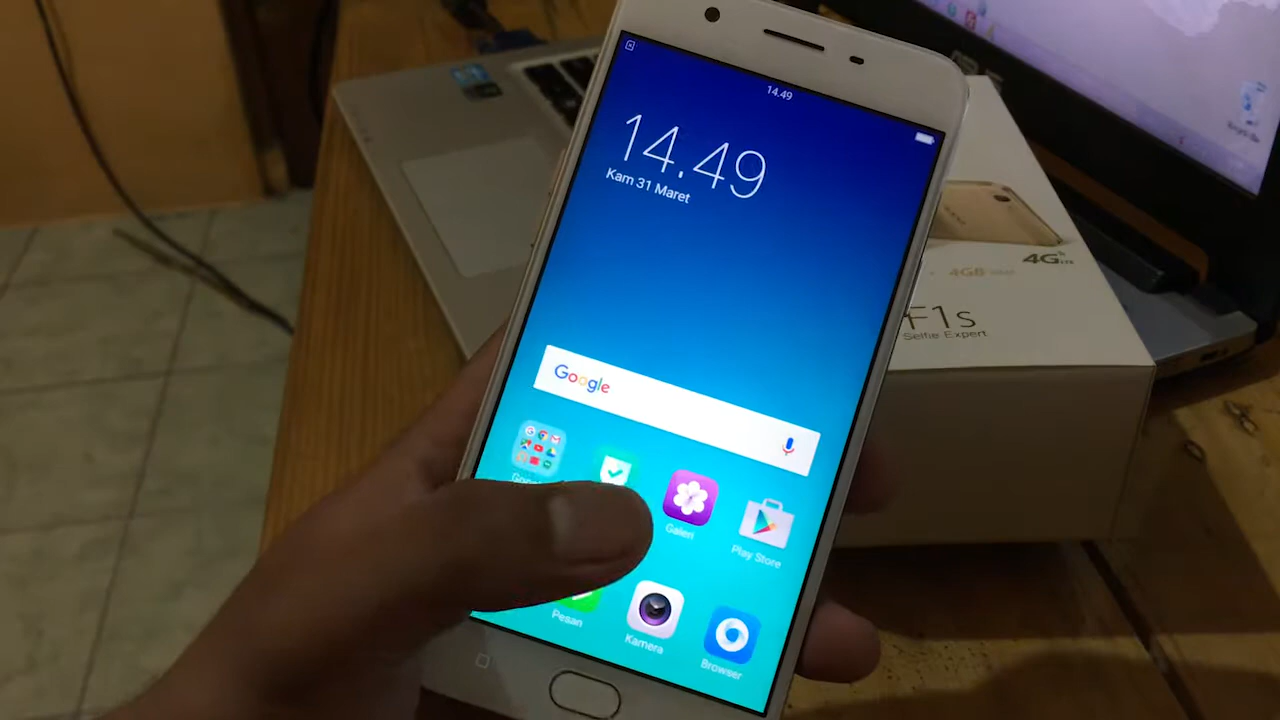 14.49
14.49
Kam 31 Maret
Google
Galeri
Play Store
Pesan
Kamera
Browser
4G
4GB
F1s
Selfie Expert